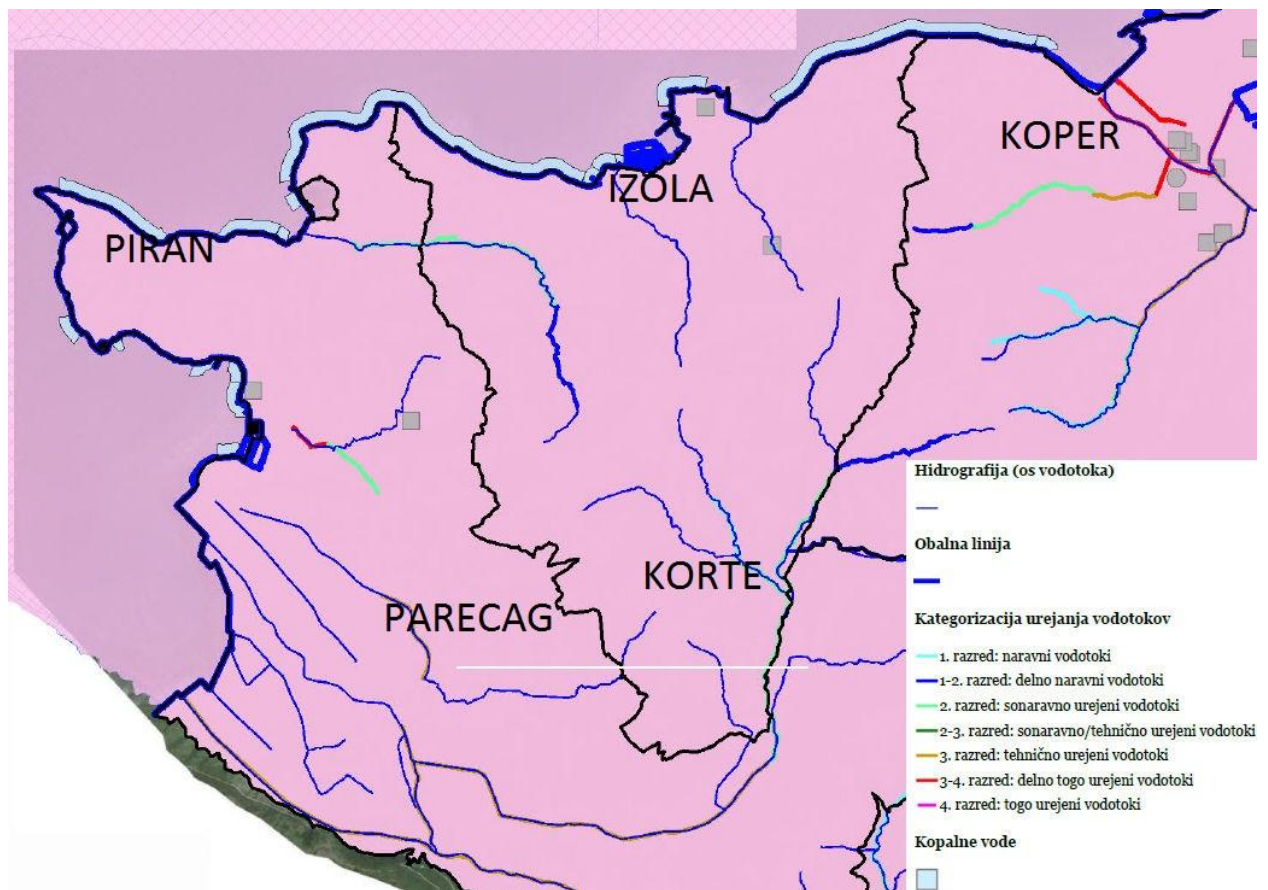 KOPER
IZOLA
PIRAN
KORTE
PARECAG
Hidrografija (os vodotoka)
Obalna linija
Kategorizacija urejanja vodotokov
1. razred: naravni vodotoki
1-2. razred: delno naravni vodotoki
2. razred: sonaravno urejeni vodotoki
2-3. razred: sonaravno/tehnično urejeni vodotoki
3. razred: tehnično urejeni vodotoki
3-4. razred: delno togo urejeni vodotoki
4. razred: togo urejeni vodotoki
Kopalne vode